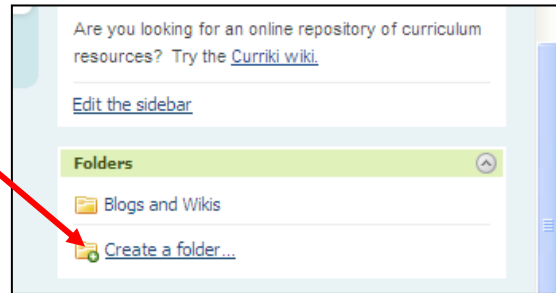 Are you looking for an online repository of curriculum
resources? Try the Curriki wiki.
Edit the sidebar
Folders
Blogs and Wikis
Create a folder...